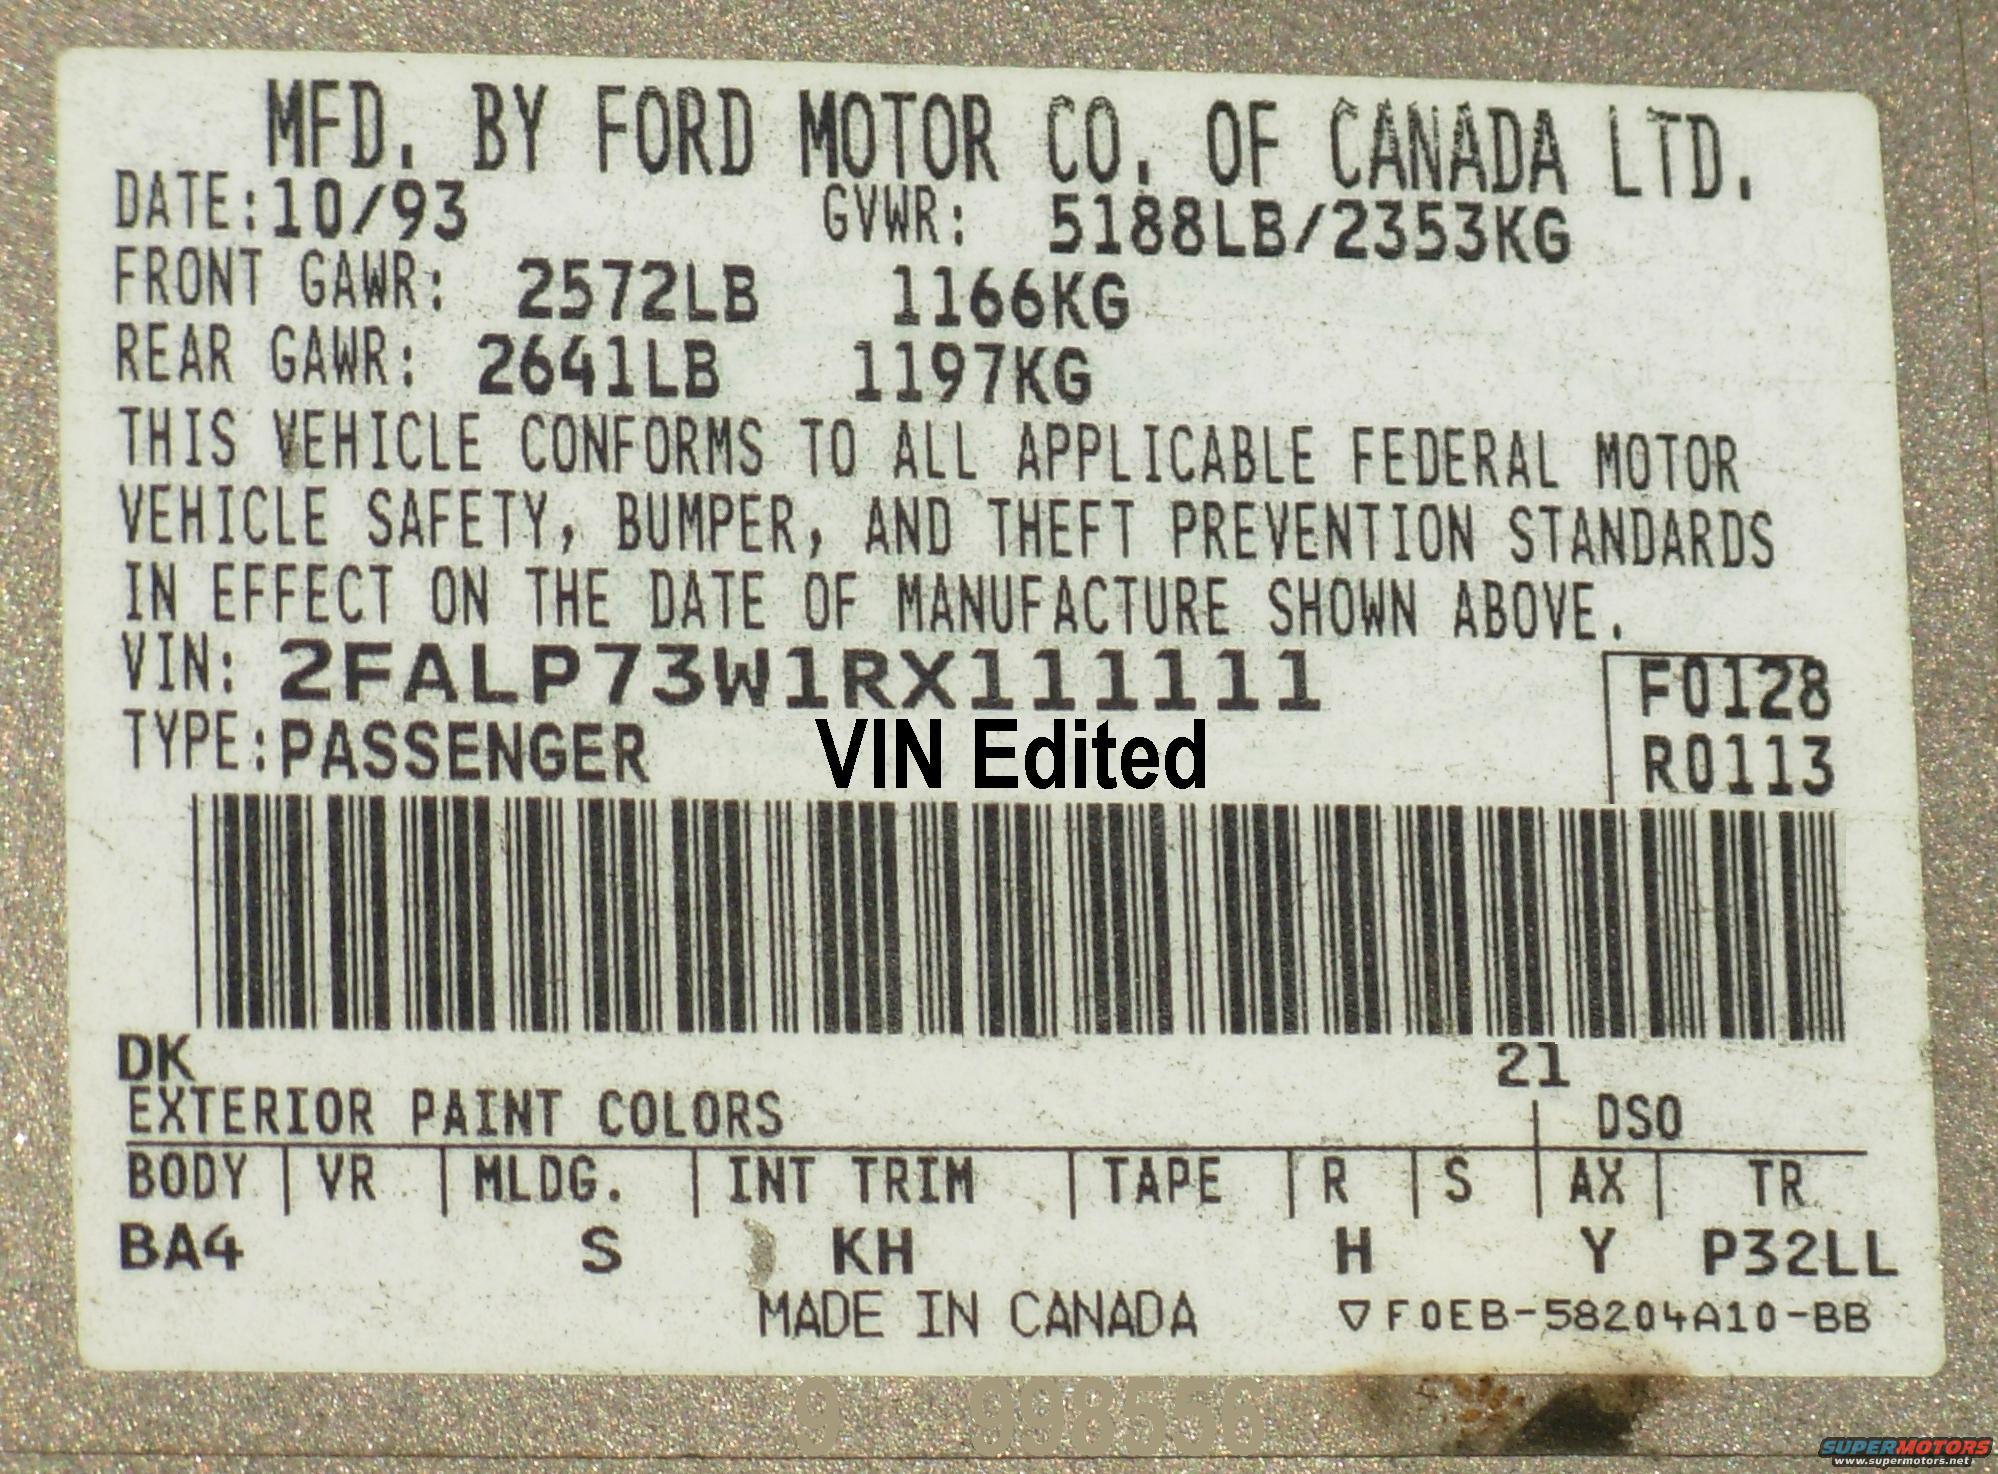 MFD. BY FORD MOTOR CO. OF CANADA LTD.
DATE: 10/93 GVWR: 5188LB/2353KG
FRONT GAWR: 2572LB 1166KG
REAR GAWR: 2641LB 1197KG
THIS VEHICLE CONFORMS TO ALL APPLICABLE FEDERAL MOTOR
VEHICLE SAFETY, BUMPER, AND THEFT PREVENTION STANDARDS
IN EFFECT ON THE DATE OF MANUFACTURE SHOWN ABOVE.
VIN: 2FALP73W1RX111111 F0128
TYPE: PASSENGER VIN Edited R0113
DK 21
EXTERIOR PAINT COLORS DSO
BODY VR MLDG. INT TRIM TAPE R S AX TR
BA4 S KH H Y P32LL
MADE IN CANADA ▽F0EB-58204A10-BB
9 998556
SUPERMOTORS
www.supermotors.net